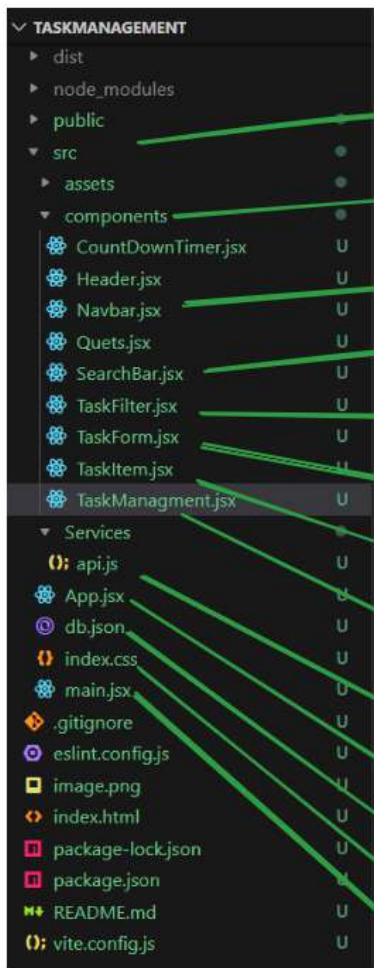 TASKMANAGEMENT
dist
node_modules
public
src
assets
components
CountDownTimer.jsx U
Header.jsx U
Navbar.jsx U
Quets.jsx U
SearchBar.jsx U
TaskFilter.jsx U
TaskForm.jsx U
TaskItem.jsx U
TaskManagment.jsx U
Services
(); api.js U
App.jsx U
db.json U
{} index.css U
main.jsx U
.gitignore U
eslint.config.js U
image.png U
<> index.html U
package-lock.json U
package.json U
M+ README.md U
(); vite.config.js U